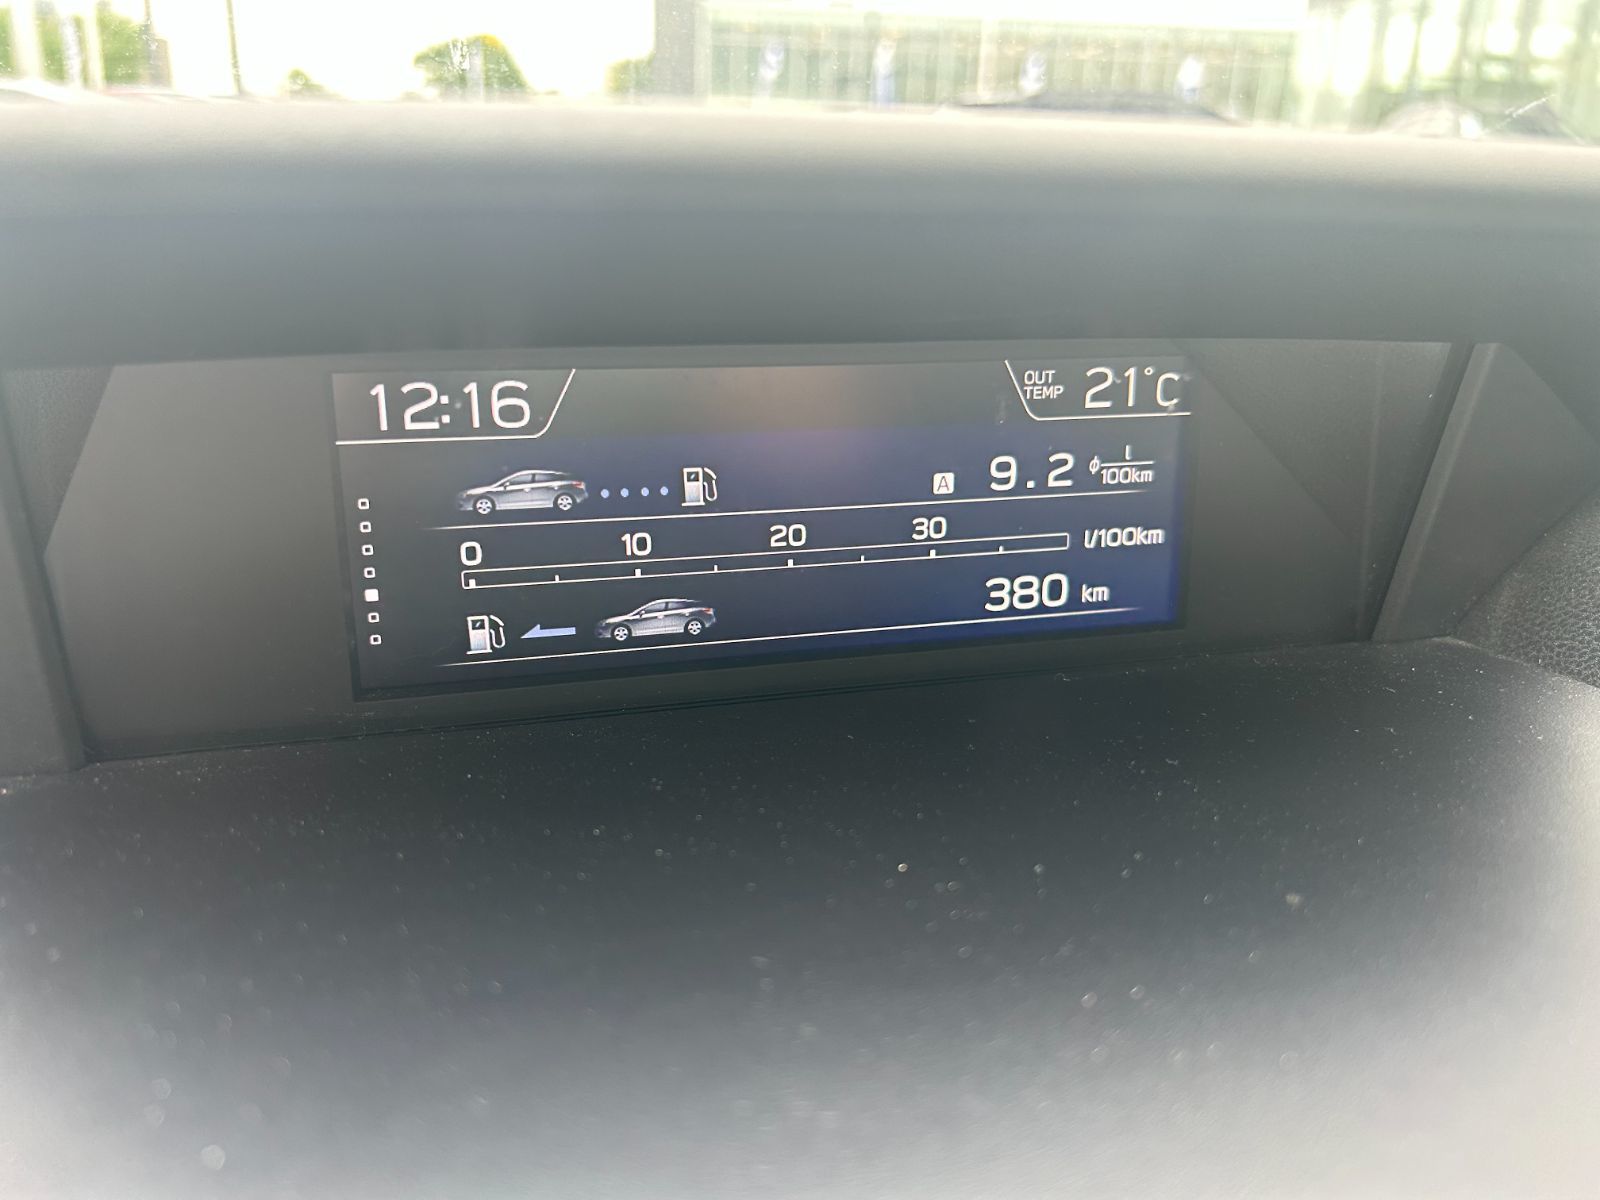 12:16
OUT TEMP 21°C
A 9.2 ϕ l/100km
0 10 20 30 l/100km
380 km